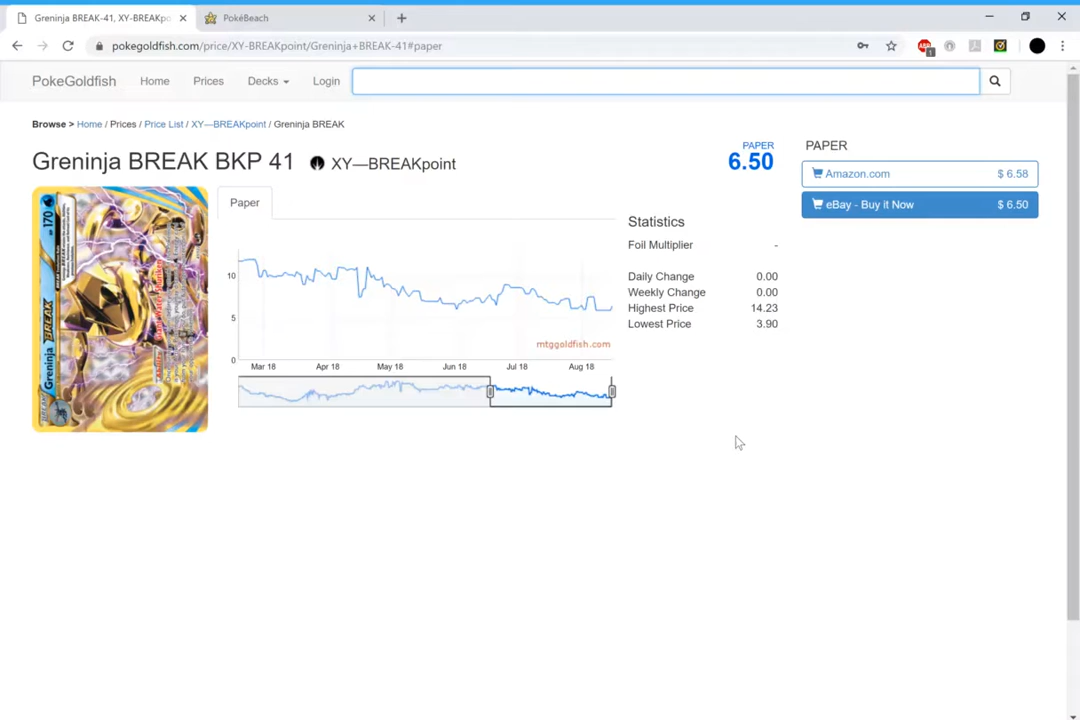 Greninja BREAK-41, XY-BREAKpo
PokéBeach
pokegoldfish.com/price/XY-BREAKpoint/Greninja+BREAK-41#paper
ABP
1
PokeGoldfish Home Prices Decks Login
Browse > Home / Prices / Price List / XY—BREAKpoint / Greninja BREAK
Greninja BREAK BKP 41 XY—BREAKpoint
PAPER
6.50
PAPER
Amazon.com $ 6.58
eBay - Buy it Now $ 6.50
HP 170
Greninja BREAK
Paper
10
5
0
mtggoldfish.com
Mar 18 Apr 18 May 18 Jun 18 Jul 18 Aug 18
Statistics
Foil Multiplier -
Daily Change 0.00
Weekly Change 0.00
Highest Price 14.23
Lowest Price 3.90